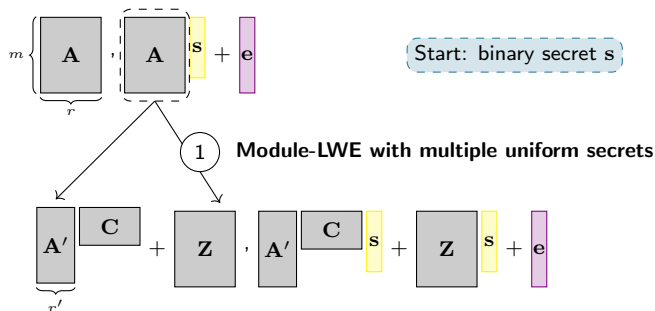 m A , A s + e Start: binary secret s
r
1 Module-LWE with multiple uniform secrets
A′ C + Z , A′ C s + Z s + e
r′